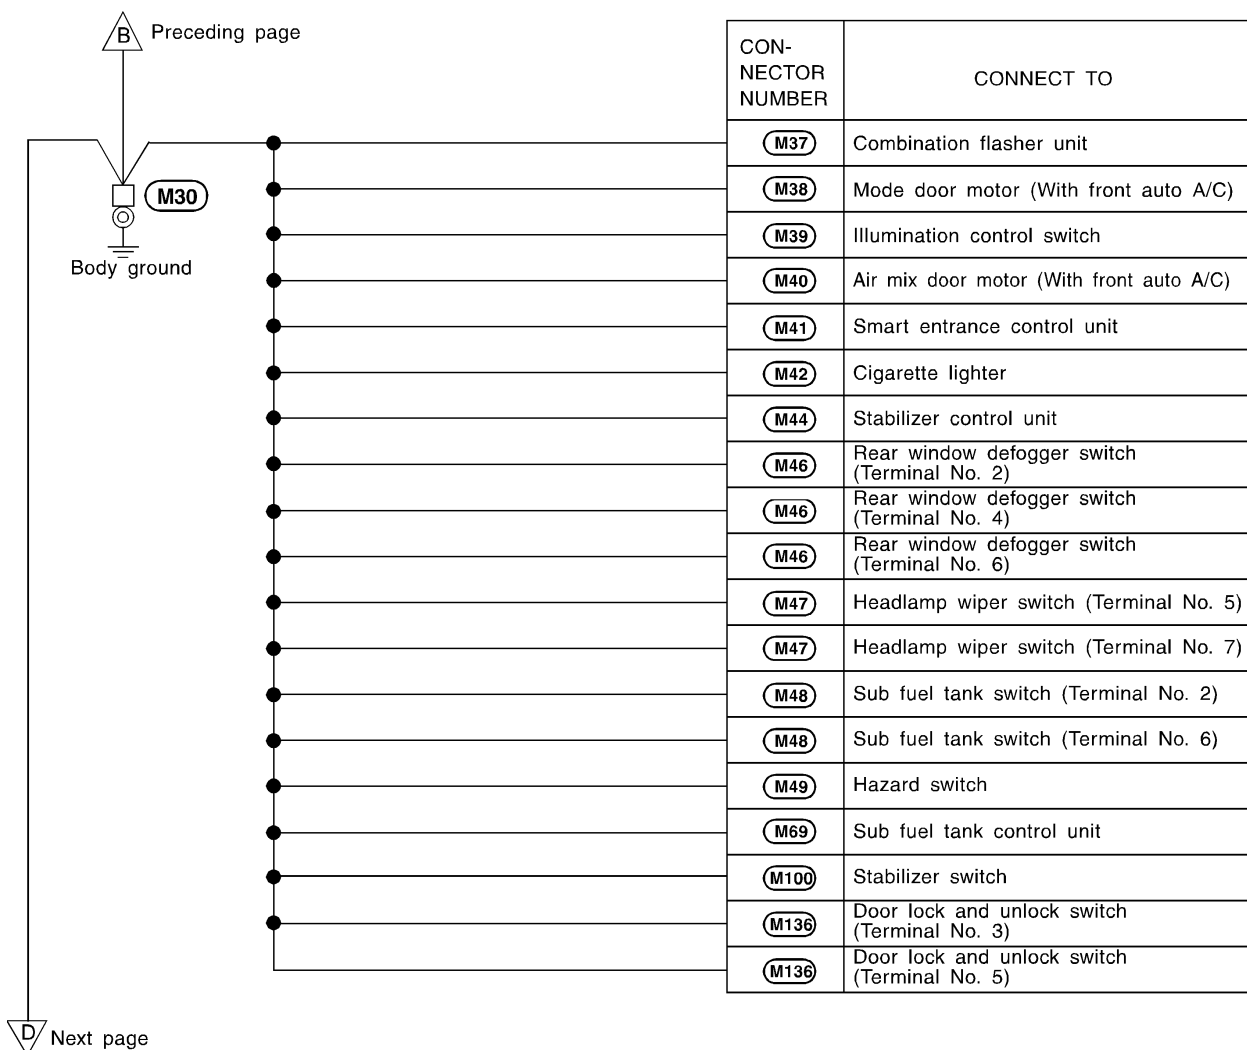 B Preceding page
CON-
NECTOR
NUMBER
CONNECT TO
M37 Combination flasher unit
M30
M38 Mode door motor (With front auto A/C)
M39 Illumination control switch
Body ground
M40 Air mix door motor (With front auto A/C)
M41 Smart entrance control unit
M42 Cigarette lighter
M44 Stabilizer control unit
M46 Rear window defogger switch
(Terminal No. 2)
M46 Rear window defogger switch
(Terminal No. 4)
M46 Rear window defogger switch
(Terminal No. 6)
M47 Headlamp wiper switch (Terminal No. 5)
M47 Headlamp wiper switch (Terminal No. 7)
M48 Sub fuel tank switch (Terminal No. 2)
M48 Sub fuel tank switch (Terminal No. 6)
M49 Hazard switch
M69 Sub fuel tank control unit
M100 Stabilizer switch
M136 Door lock and unlock switch
(Terminal No. 3)
M136 Door lock and unlock switch
(Terminal No. 5)
D Next page